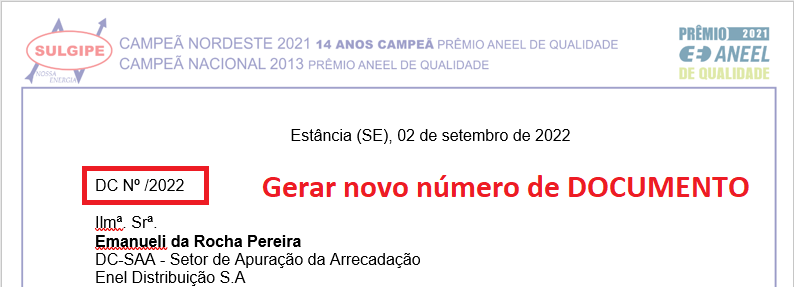 SULGIPE
NOSSA
ENERGIA
CAMPEÃ NORDESTE 2021 14 ANOS CAMPEÃ PRÊMIO ANEEL DE QUALIDADE
CAMPEÃ NACIONAL 2013 PRÊMIO ANEEL DE QUALIDADE
PRÊMIO 2021
ANEEL
DE QUALIDADE
Estância (SE), 02 de setembro de 2022
DC Nº /2022
Gerar novo número de DOCUMENTO
Ilmª. Srª.
Emanueli da Rocha Pereira
DC-SAA - Setor de Apuração da Arrecadação
Enel Distribuição S.A